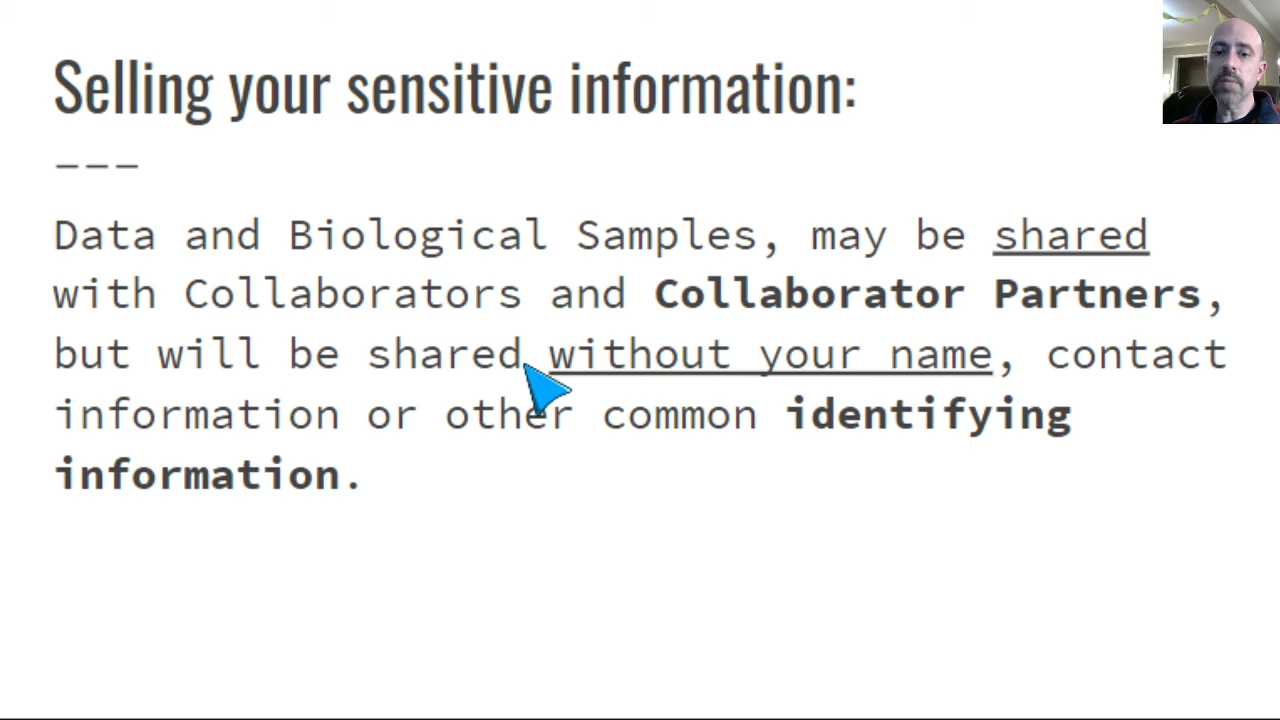 Selling your sensitive information:
———
Data and Biological Samples, may be shared
with Collaborators and Collaborator Partners,
but will be shared without your name, contact
information or other common identifying
information.